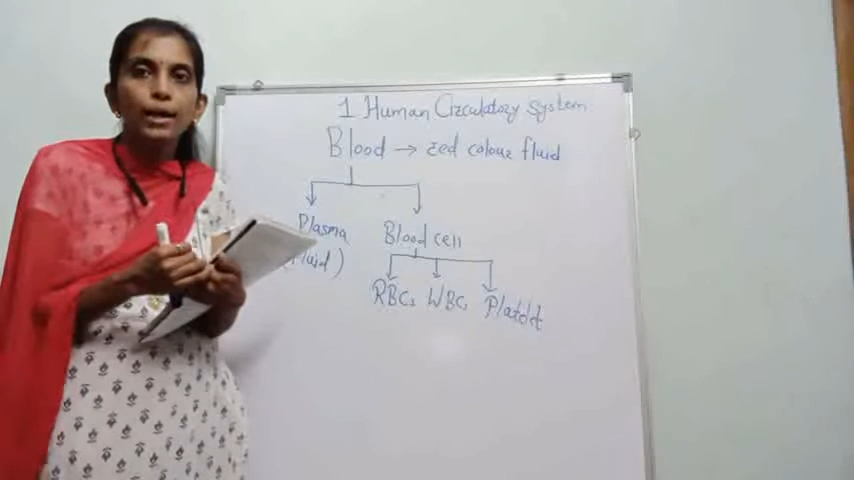 1 Human Circulatory System
Blood → red colour fluid
Plasma Blood cell
(Fluid)
RBCs WBCs Platelet